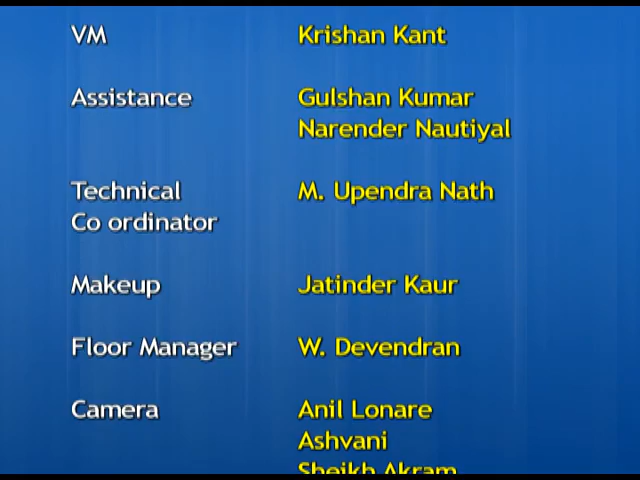 VM Krishan Kant
Assistance Gulshan Kumar
Narender Nautiyal
Technical M. Upendra Nath
Co ordinator
Makeup Jatinder Kaur
Floor Manager W. Devendran
Camera Anil Lonare
Ashvani
Sheikh Akram